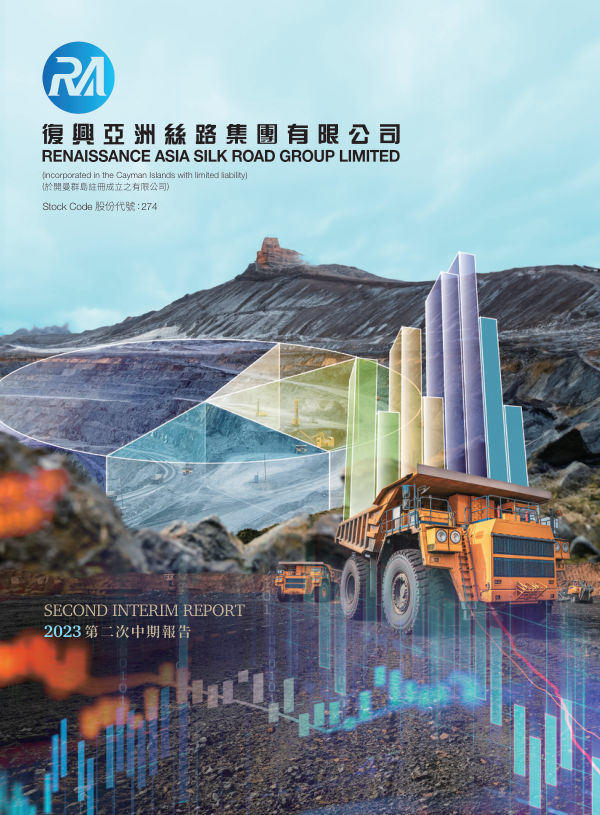 RA
復興亞洲絲路集團有限公司
RENAISSANCE ASIA SILK ROAD GROUP LIMITED
(incorporated in the Cayman Islands with limited liability)
(於開曼群島註冊成立之有限公司)
Stock Code 股份代號：274
SECOND INTERIM REPORT
2023 第二次中期報告